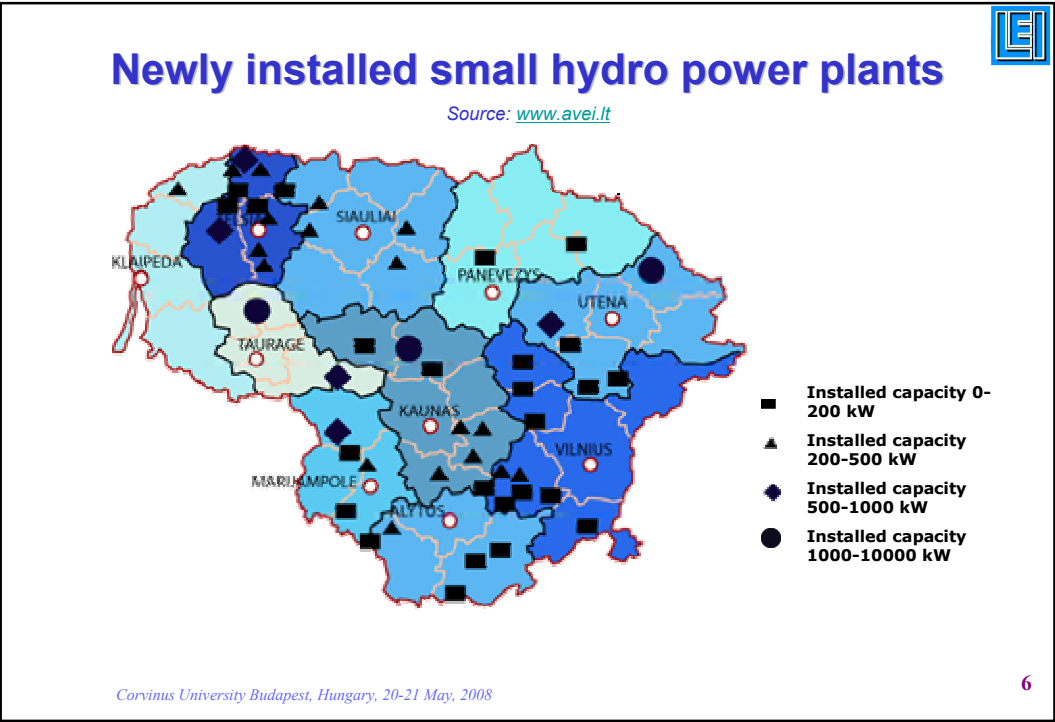 LEI
Newly installed small hydro power plants
Source: www.avei.lt
SIAULIAI
KLAIPEDA
PANEVEZYS
UTENA
TAURAGE
KAUNAS
VILNIUS
MARIJAMPOLE
ALYTUS
Installed capacity 0-
200 kW
Installed capacity
200-500 kW
Installed capacity
500-1000 kW
Installed capacity
1000-10000 kW
Corvinus University Budapest, Hungary, 20-21 May, 2008
6